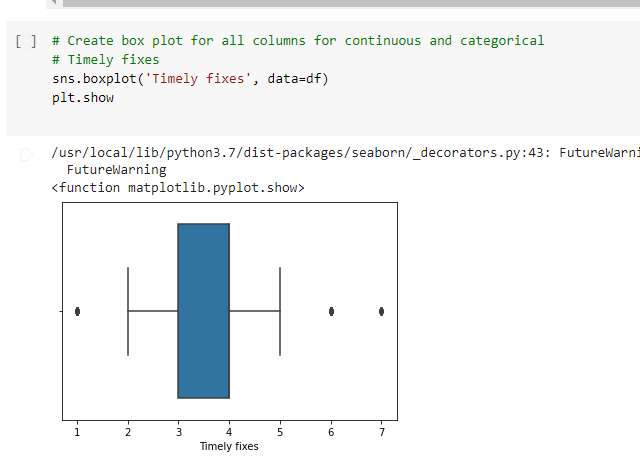 [ ] # Create box plot for all columns for continuous and categorical
# Timely fixes
sns.boxplot('Timely fixes', data=df)
plt.show
/usr/local/lib/python3.7/dist-packages/seaborn/_decorators.py:43: FutureWarni
FutureWarning
<function matplotlib.pyplot.show>
1 2 3 4 5 6 7
Timely fixes